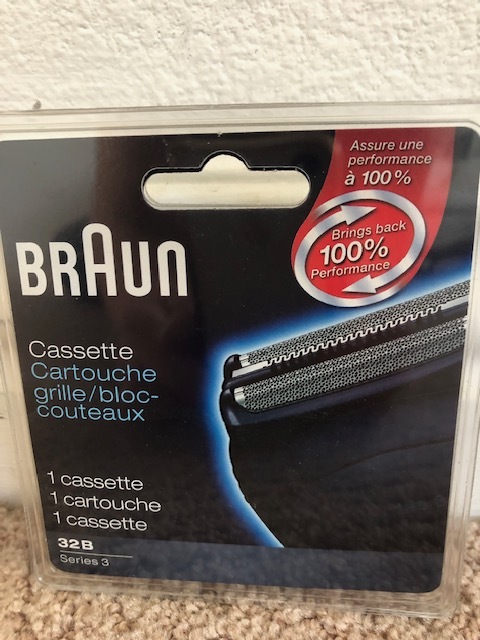 Assure une
performance
à 100%
Brings back
100%
Performance
BRAUN
Cassette
Cartouche
grille/bloc-
couteaux
1 cassette
1 cartouche
1 cassette
32B
Series 3